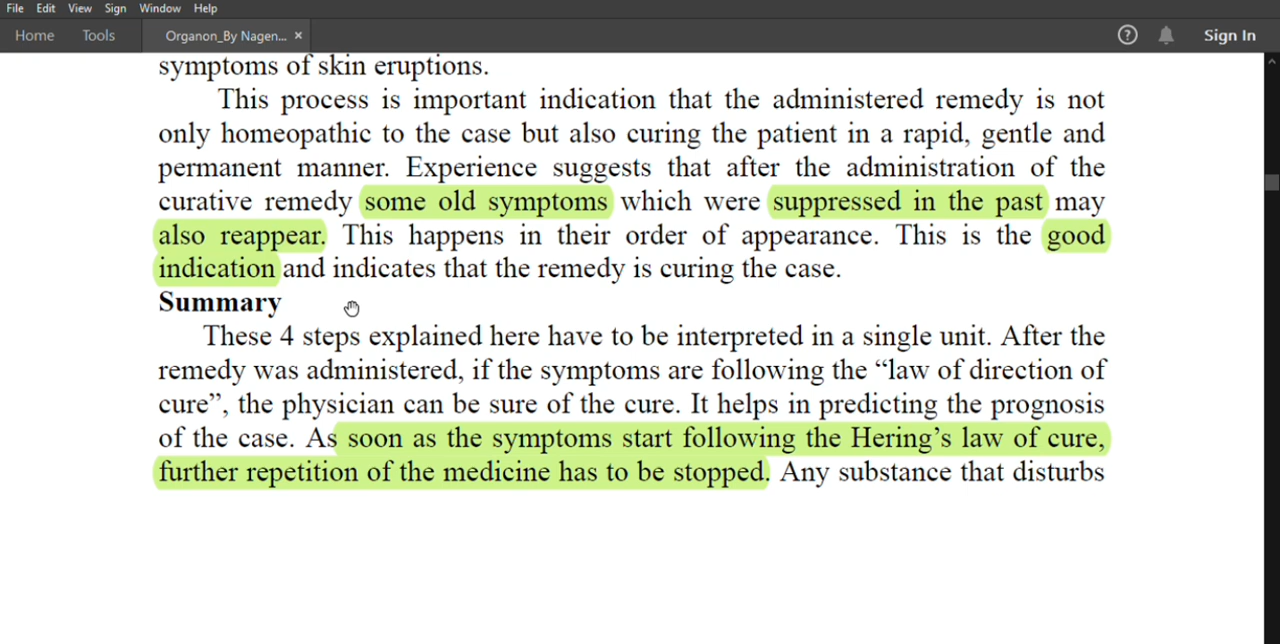 File Edit View Sign Window Help
Home Tools Organon_By Nagen... × ? Sign In
symptoms of skin eruptions.
This process is important indication that the administered remedy is not
only homeopathic to the case but also curing the patient in a rapid, gentle and
permanent manner. Experience suggests that after the administration of the
curative remedy some old symptoms which were suppressed in the past may
also reappear. This happens in their order of appearance. This is the good
indication and indicates that the remedy is curing the case.
Summary
These 4 steps explained here have to be interpreted in a single unit. After the
remedy was administered, if the symptoms are following the “law of direction of
cure”, the physician can be sure of the cure. It helps in predicting the prognosis
of the case. As soon as the symptoms start following the Hering’s law of cure,
further repetition of the medicine has to be stopped. Any substance that disturbs